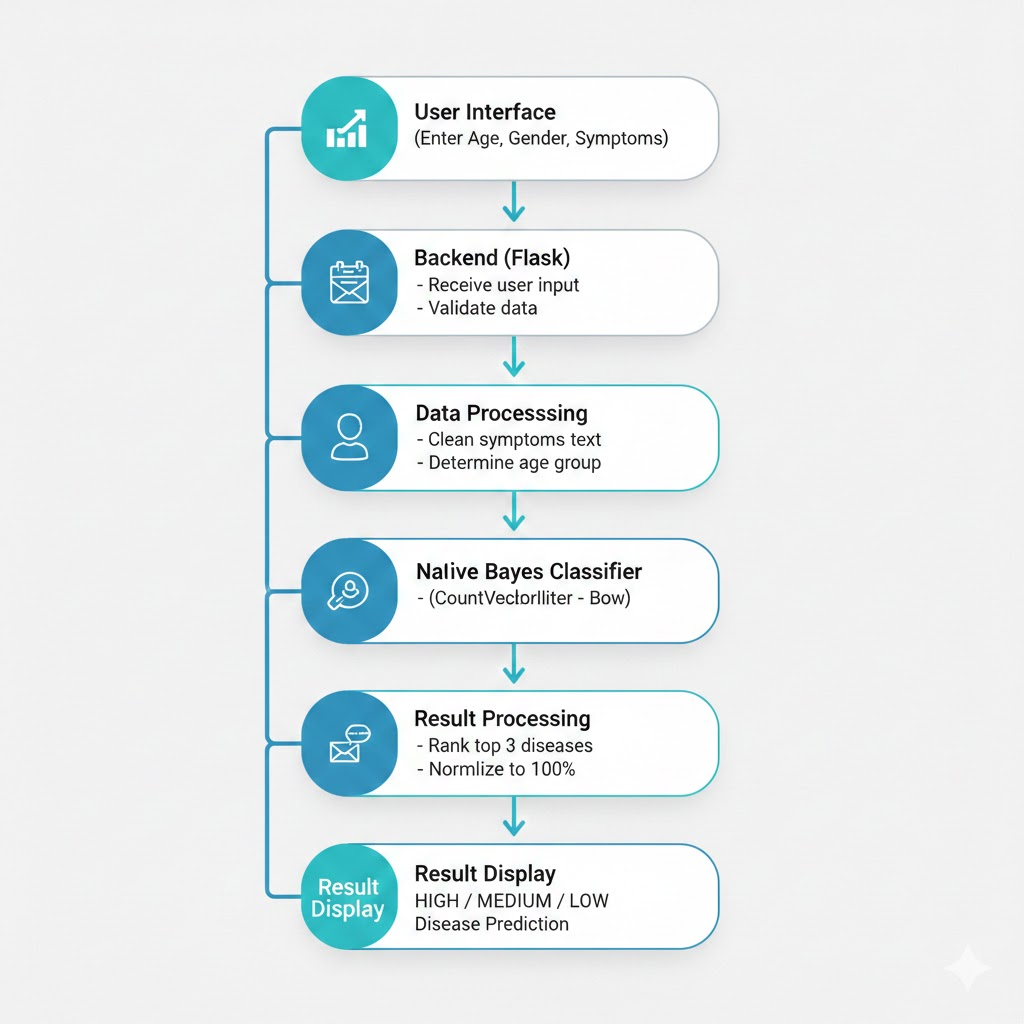 User Interface
(Enter Age, Gender, Symptoms)
Backend (Flask)
- Receive user input
- Validate data
Data Processsing
- Clean symptoms text
- Determine age group
Nalive Bayes Classifier
- (CountVectorlliter - Bow)
Result Processing
- Rank top 3 diseases
- Normlize to 100%
Result
Display
Result Display
HIGH / MEDIUM / LOW
Disease Prediction